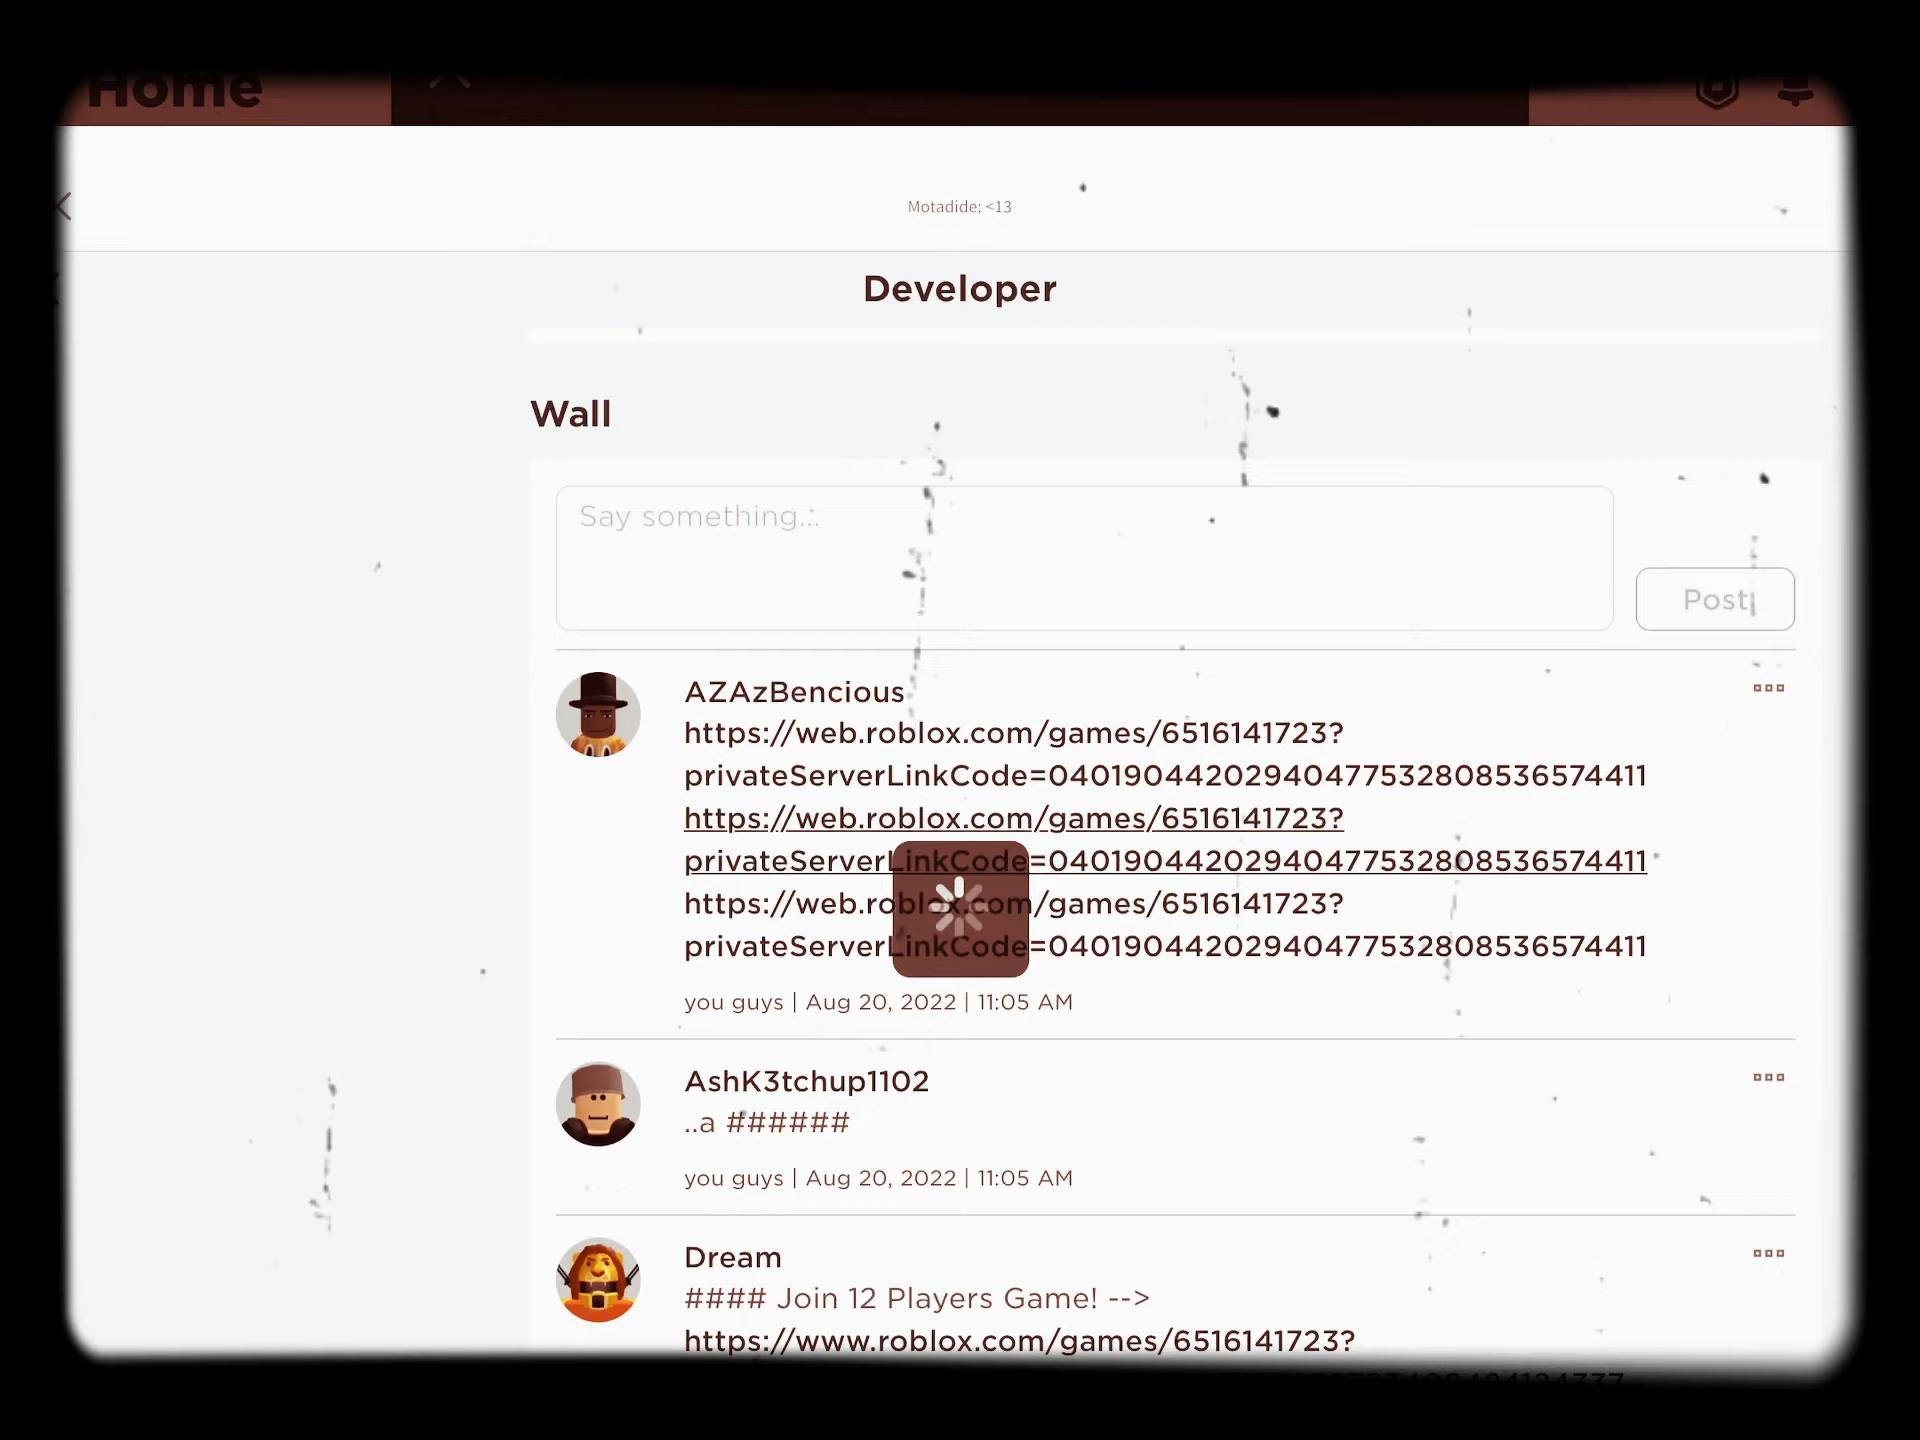 Home
Motadide: <13
Developer
Wall
Say something...
Post
AZAzBencious
https://web.roblox.com/games/6516141723?
privateServerLinkCode=04019044202940477532808536574411
https://web.roblox.com/games/6516141723?
privateServerLinkCode=04019044202940477532808536574411
https://web.roblox.com/games/6516141723?
privateServerLinkCode=04019044202940477532808536574411
you guys | Aug 20, 2022 | 11:05 AM
AshK3tchup1102
..a ######
you guys | Aug 20, 2022 | 11:05 AM
Dream
#### Join 12 Players Game! -->
https://www.roblox.com/games/6516141723?